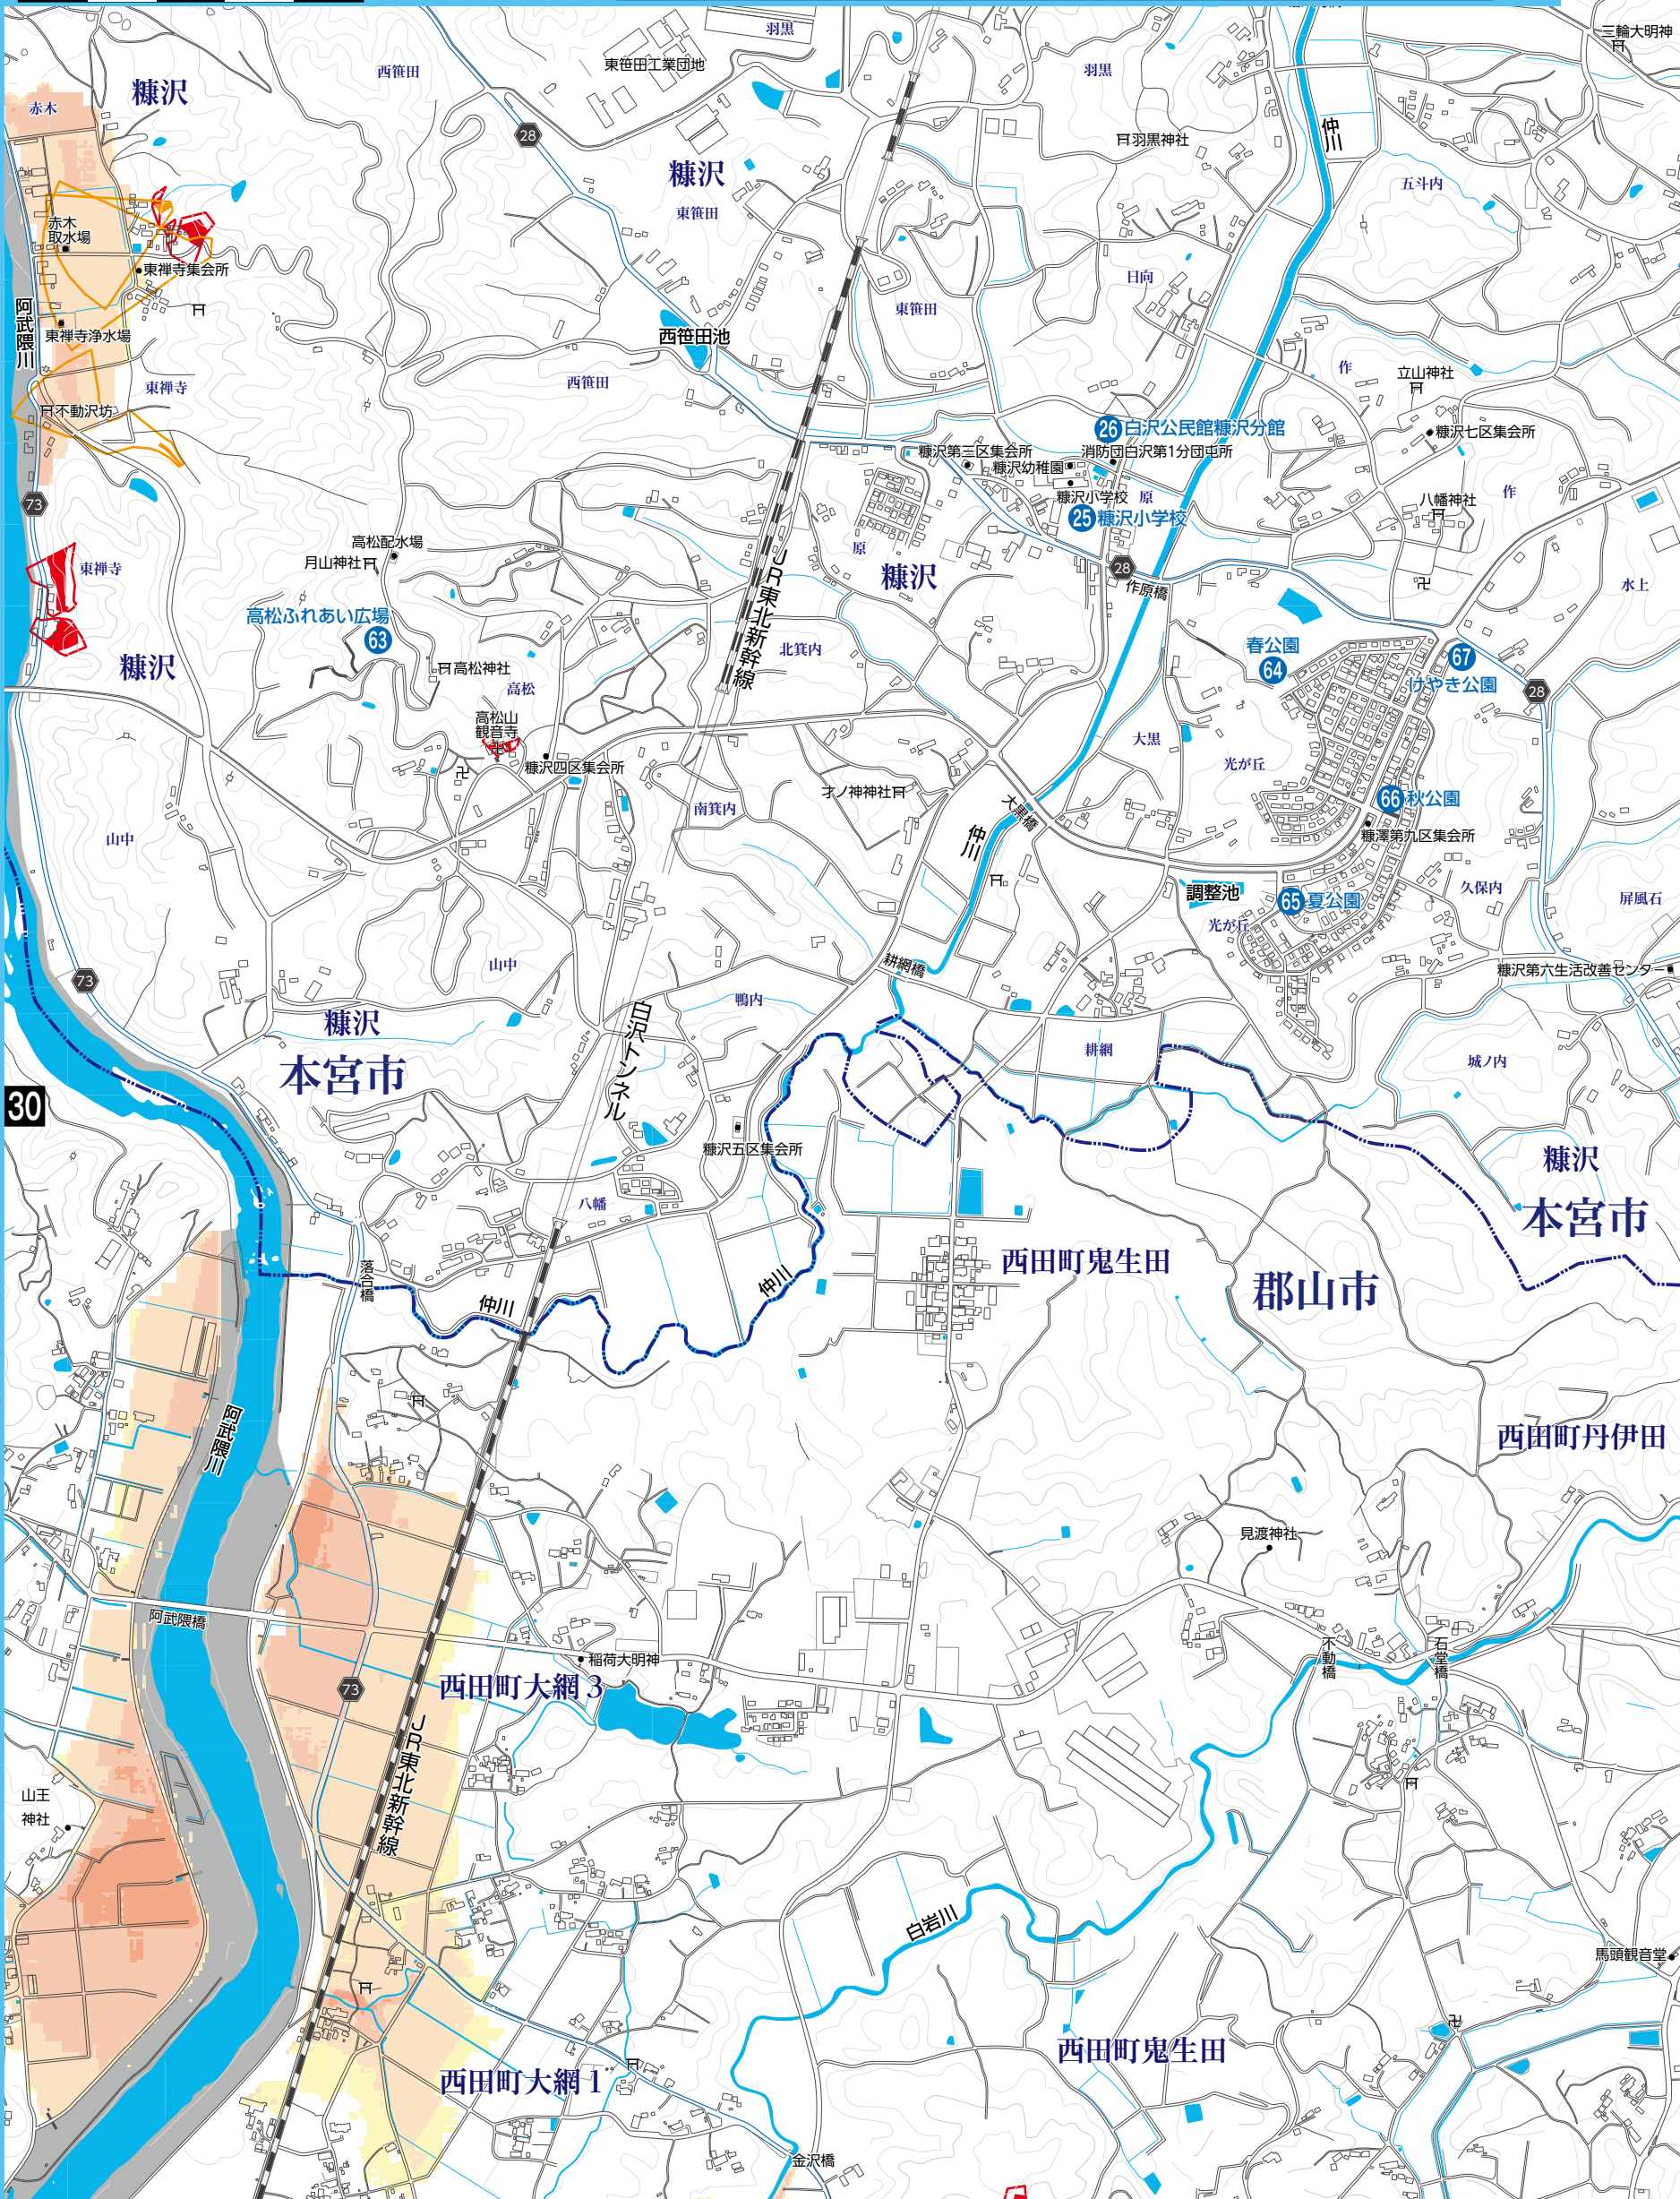 羽黒
三輪大明神
東笹田工業団地
西笹田
羽黒
糠沢
赤木
28
仲川
羽黒神社
糠沢
五斗内
東笹田
赤木
取水場
東禅寺集会所
日向
阿武隈川
東笹田
東禅寺浄水場
西笹田池
作
立山神社
西笹田
東禅寺
不動沢坊
26 白沢公民館糠沢分館
糠沢七区集会所
糠沢第三区集会所
消防団白沢第1分団屯所
糠沢幼稚園
73
糠沢小学校
原
作
八幡神社
25 糠沢小学校
高松配水場
原
月山神社
東禅寺
JR東北新幹線
糠沢
28
作原橋
水上
高松ふれあい広場
63
北箕内
春公園
64
67
けやき公園
糠沢
高松神社
高松
28
高松山
観音寺
大黒
光が丘
糠沢四区集会所
才ノ神神社
66 秋公園
南箕内
大黒橋
糠澤第九区集会所
山中
仲川
調整池
久保内
65 夏公園
屏風石
光が丘
山中
耕網橋
糠沢第六生活改善センター
73
鴨内
白沢トンネル
糠沢
耕網
城ノ内
本宮市
30
糠沢五区集会所
糠沢
八幡
本宮市
西田町鬼生田
落合橋
仲川
郡山市
仲川
阿武隈川
西田町丹伊田
見渡神社
阿武隈橋
不動橋
石堂橋
稲荷大明神
73
西田町大網3
JR東北新幹線
山王
神社
白岩川
馬頭観音堂
西田町鬼生田
西田町大網1
金沢橋